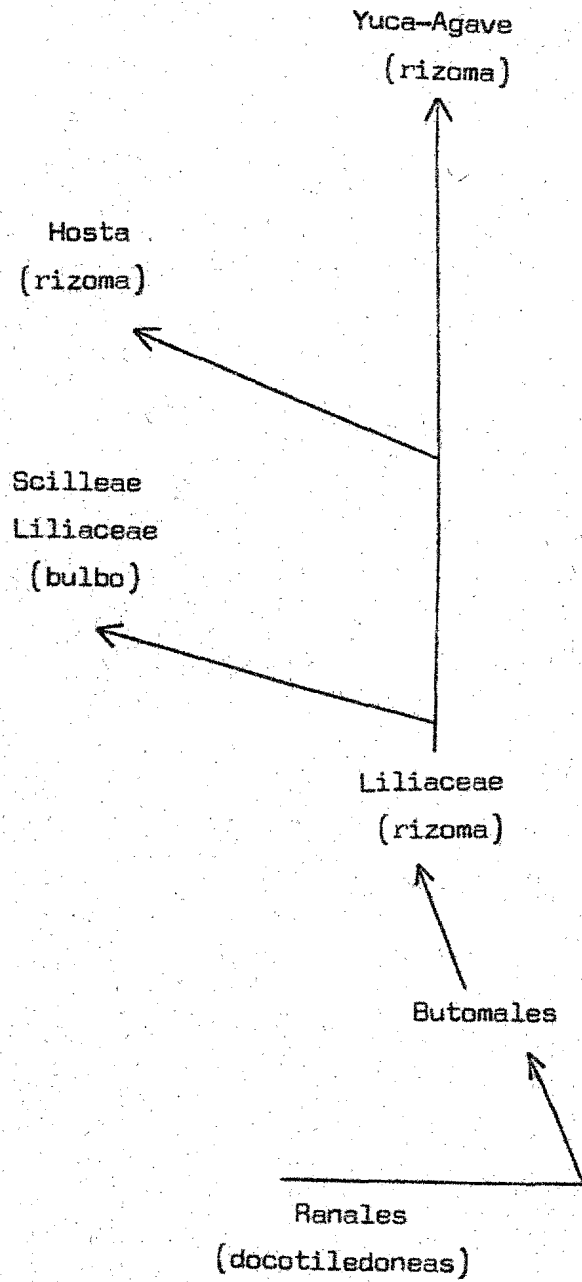 Yuca-Agave
(rizoma)
Hosta
(rizoma)
Scilleae
Liliaceae
(bulbo)
Liliaceae
(rizoma)
Butomales
Ranales
(docotiledoneas)